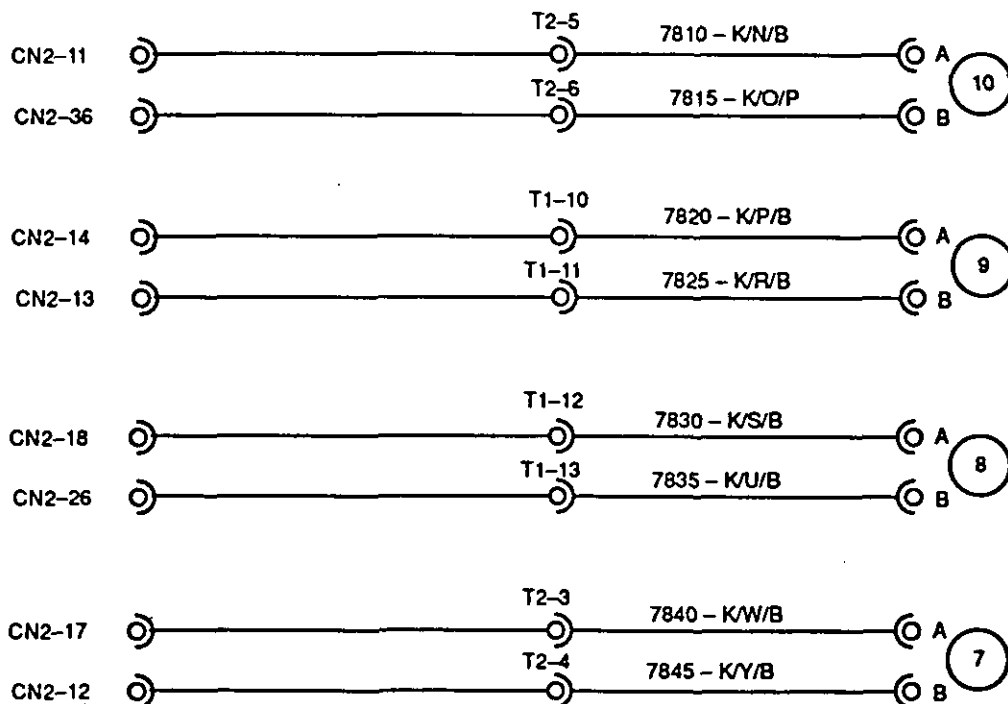 T2–5
CN2–11 7810 – K/N/B A
10
T2–6
CN2–36 7815 – K/O/P B
T1–10
CN2–14 7820 – K/P/B A
9
T1–11
CN2–13 7825 – K/R/B B
T1–12
CN2–18 7830 – K/S/B A
8
T1–13
CN2–26 7835 – K/U/B B
T2–3
CN2–17 7840 – K/W/B A
7
T2–4
CN2–12 7845 – K/Y/B B